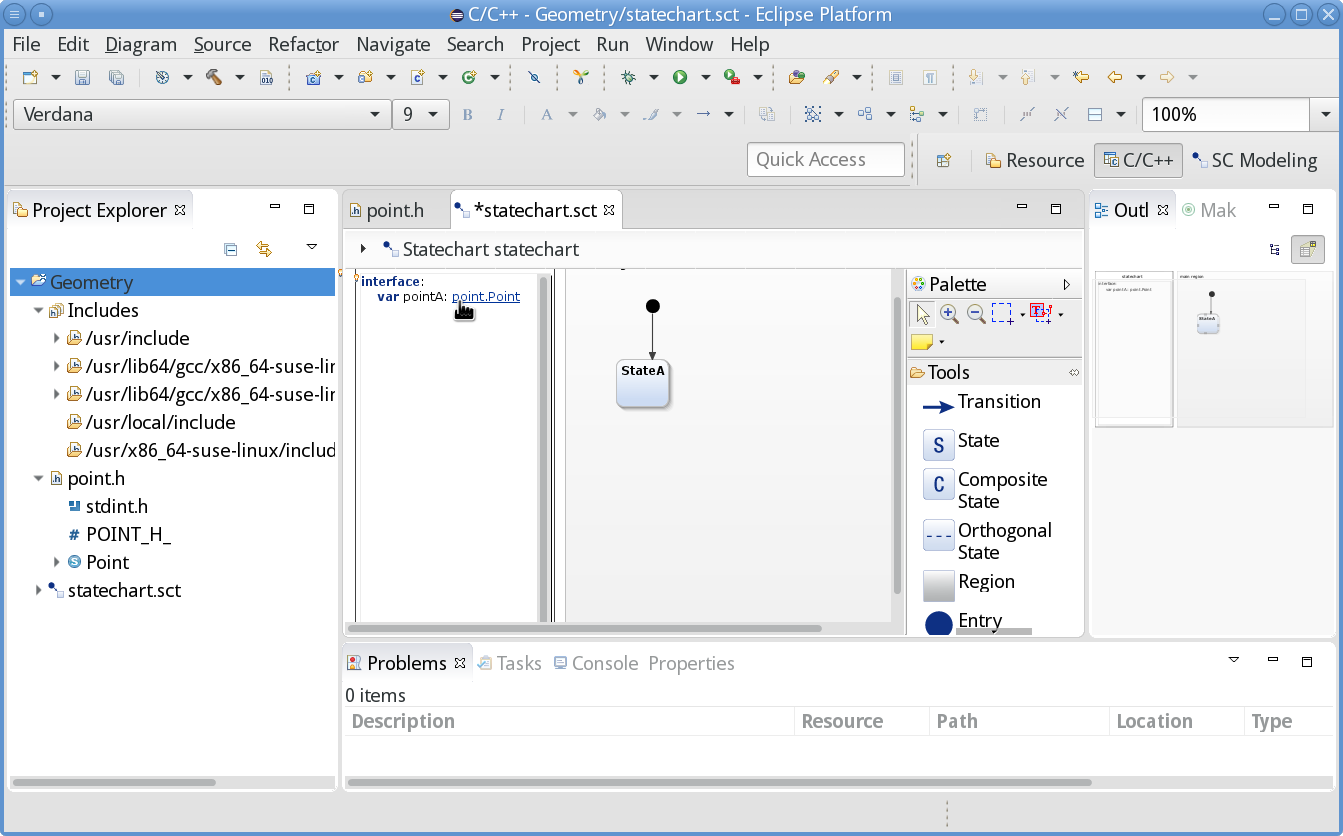 C/C++ - Geometry/statechart.sct - Eclipse Platform
File Edit Diagram Source Refactor Navigate Search Project Run Window Help
Verdana 9 B I A 100%
Quick Access Resource C/C++ SC Modeling
Project Explorer
Geometry
Includes
/usr/include
/usr/lib64/gcc/x86_64-suse-lir
/usr/lib64/gcc/x86_64-suse-lir
/usr/local/include
/usr/x86_64-suse-linux/includ
point.h
stdint.h
# POINT_H_
Point
statechart.sct
point.h *statechart.sct
Statechart statechart
interface:
var pointA: point.Point
StateA
Palette
Tools
Transition
S State
C Composite
State
Orthogonal
State
Region
Entry
Outl Mak
statechart
interface:
var pointA: point.Point
main region
StateA
Problems Tasks Console Properties
0 items
Description Resource Path Location Type